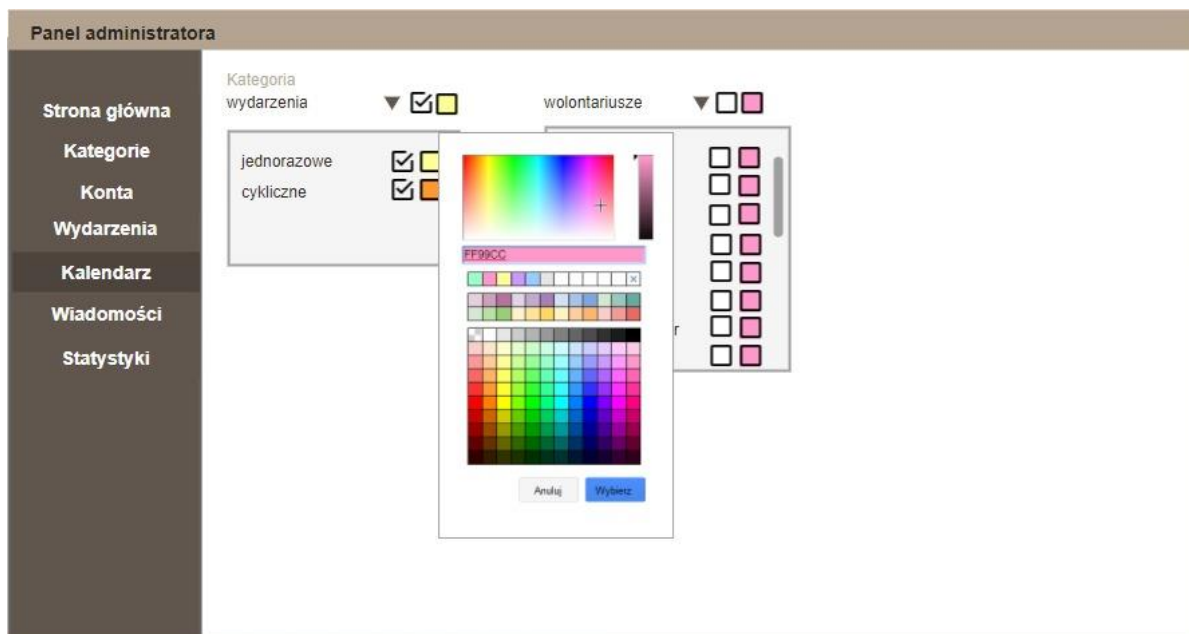 Panel administratora
Strona główna
Kategorie
Konta
Wydarzenia
Kalendarz
Wiadomości
Statystyki
Kategoria
wydarzenia
jednorazowe
cykliczne
wolontariusze
r
FF99CC
Anuluj
Wybierz